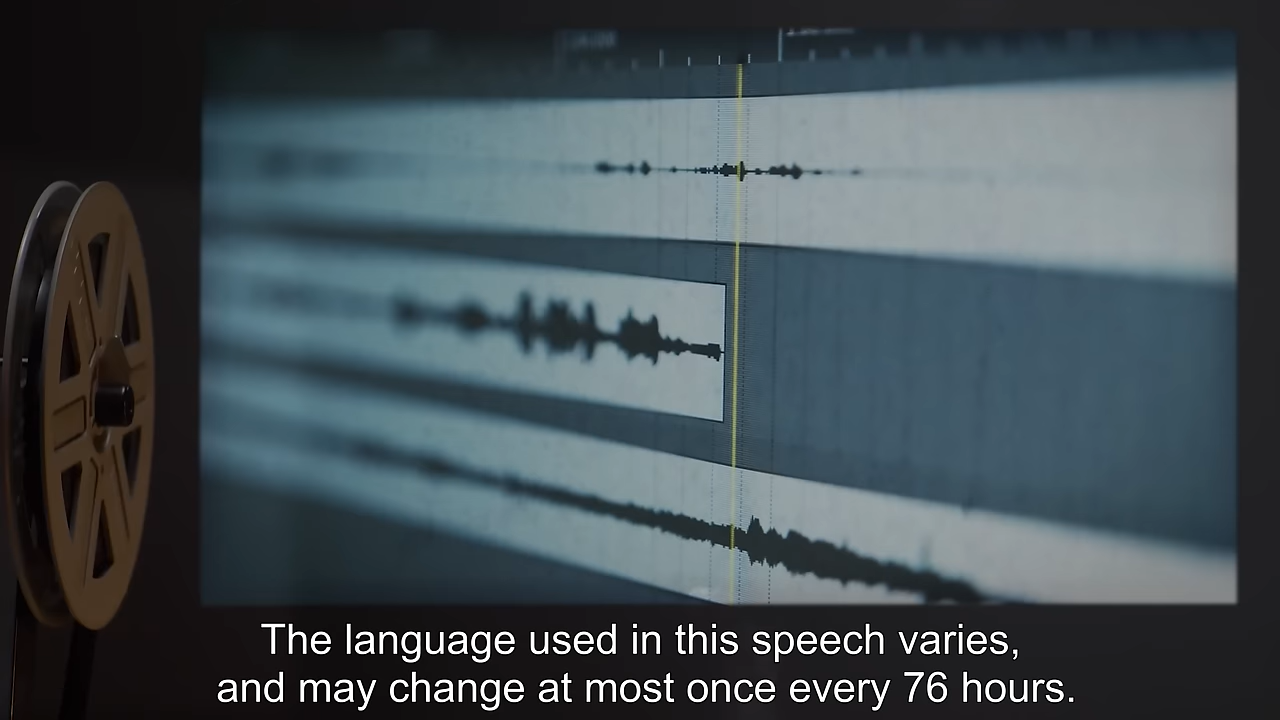 The language used in this speech varies,
and may change at most once every 76 hours.